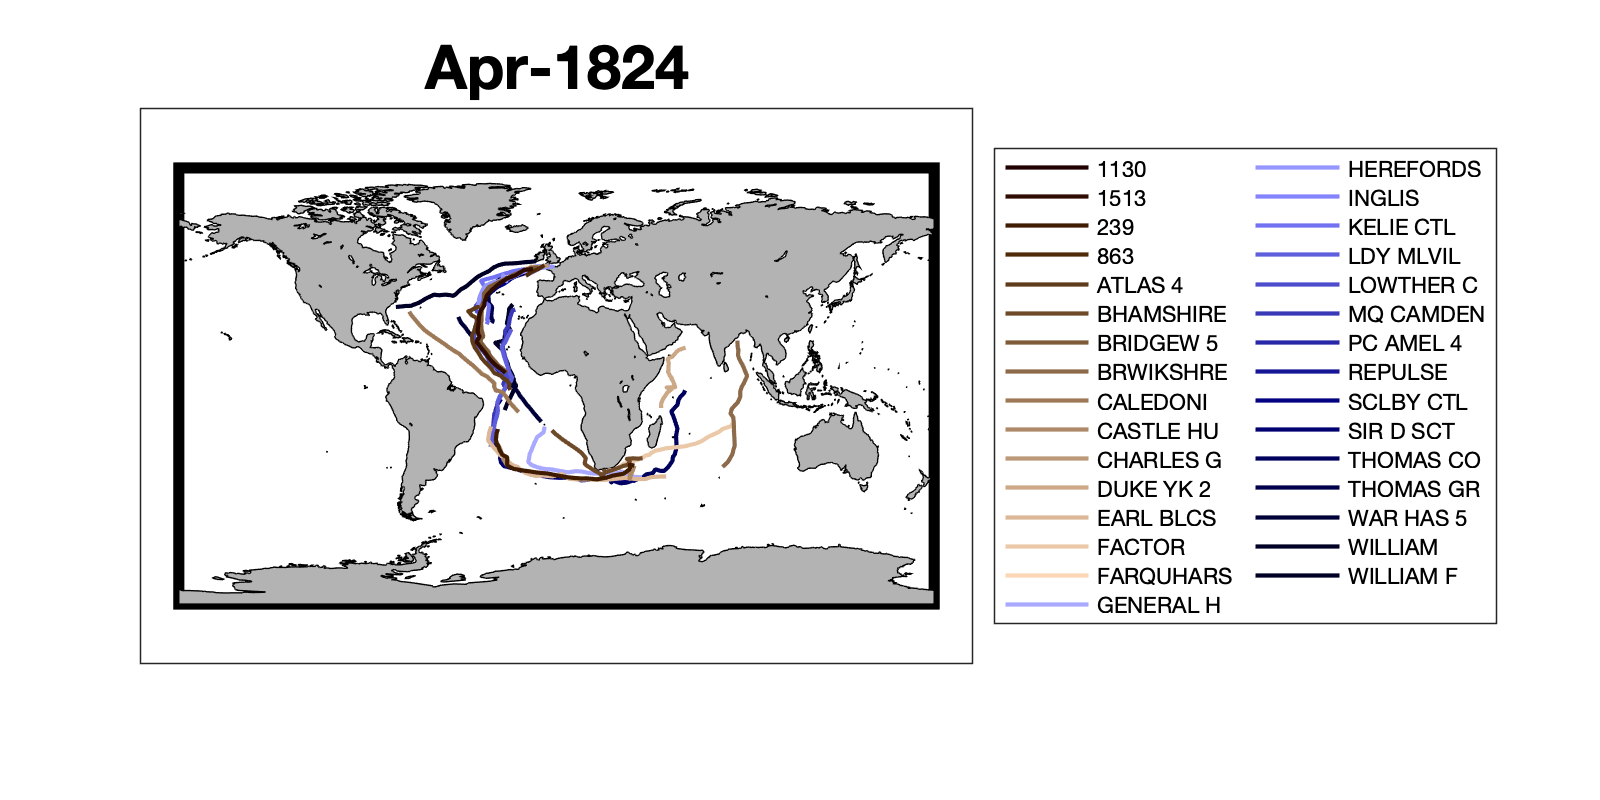 Apr-1824
1130
1513
239
863
ATLAS 4
BHAMSHIRE
BRIDGEW 5
BRWIKSHRE
CALEDONI
CASTLE HU
CHARLES G
DUKE YK 2
EARL BLCS
FACTOR
FARQUHARS
GENERAL H
HEREFORDS
INGLIS
KELIE CTL
LDY MLVIL
LOWTHER C
MQ CAMDEN
PC AMEL 4
REPULSE
SCLBY CTL
SIR D SCT
THOMAS CO
THOMAS GR
WAR HAS 5
WILLIAM
WILLIAM F